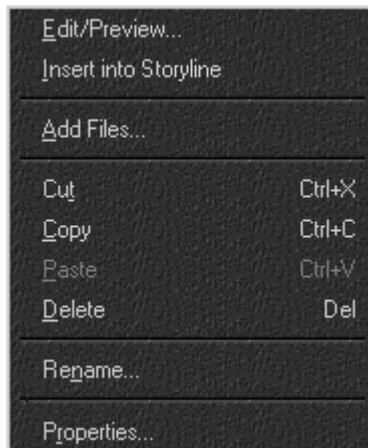 Edit/Preview...
Insert into Storyline
Add Files...
Cut Ctrl+X
Copy Ctrl+C
Paste Ctrl+V
Delete Del
Rename...
Properties...